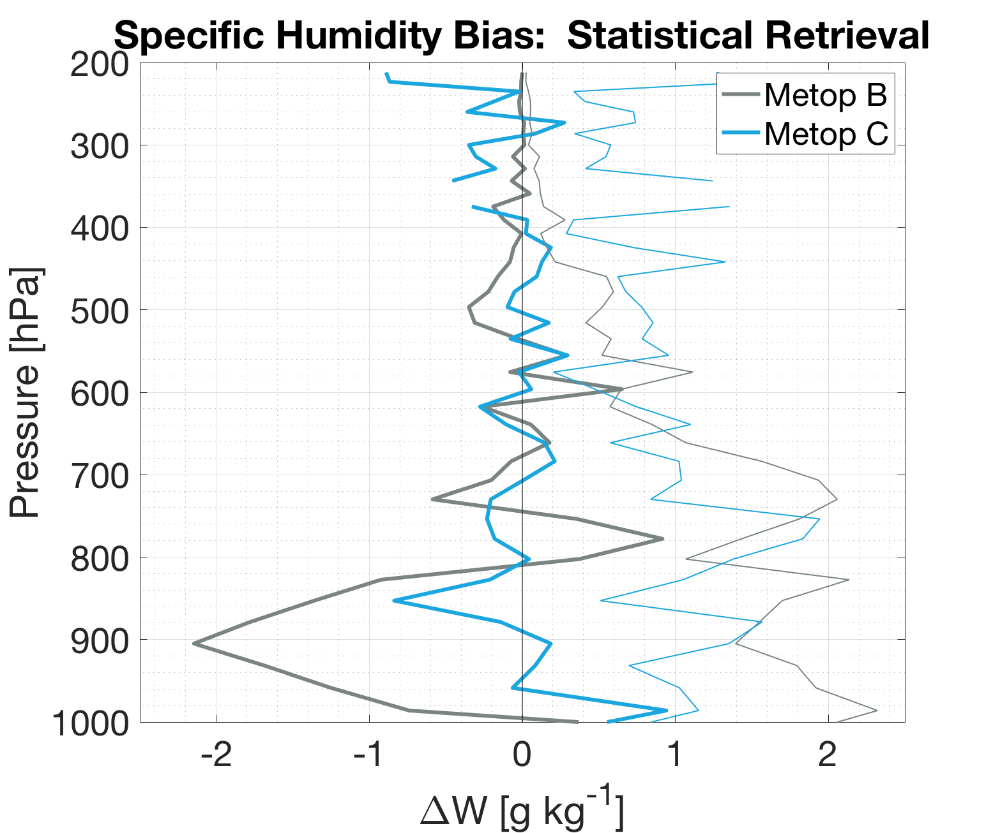 Specific Humidity Bias: Statistical Retrieval
Metop B
Metop C
Pressure [hPa]
200
300
400
500
600
700
800
900
1000
-2 -1 0 1 2
ΔW [g kg⁻¹]